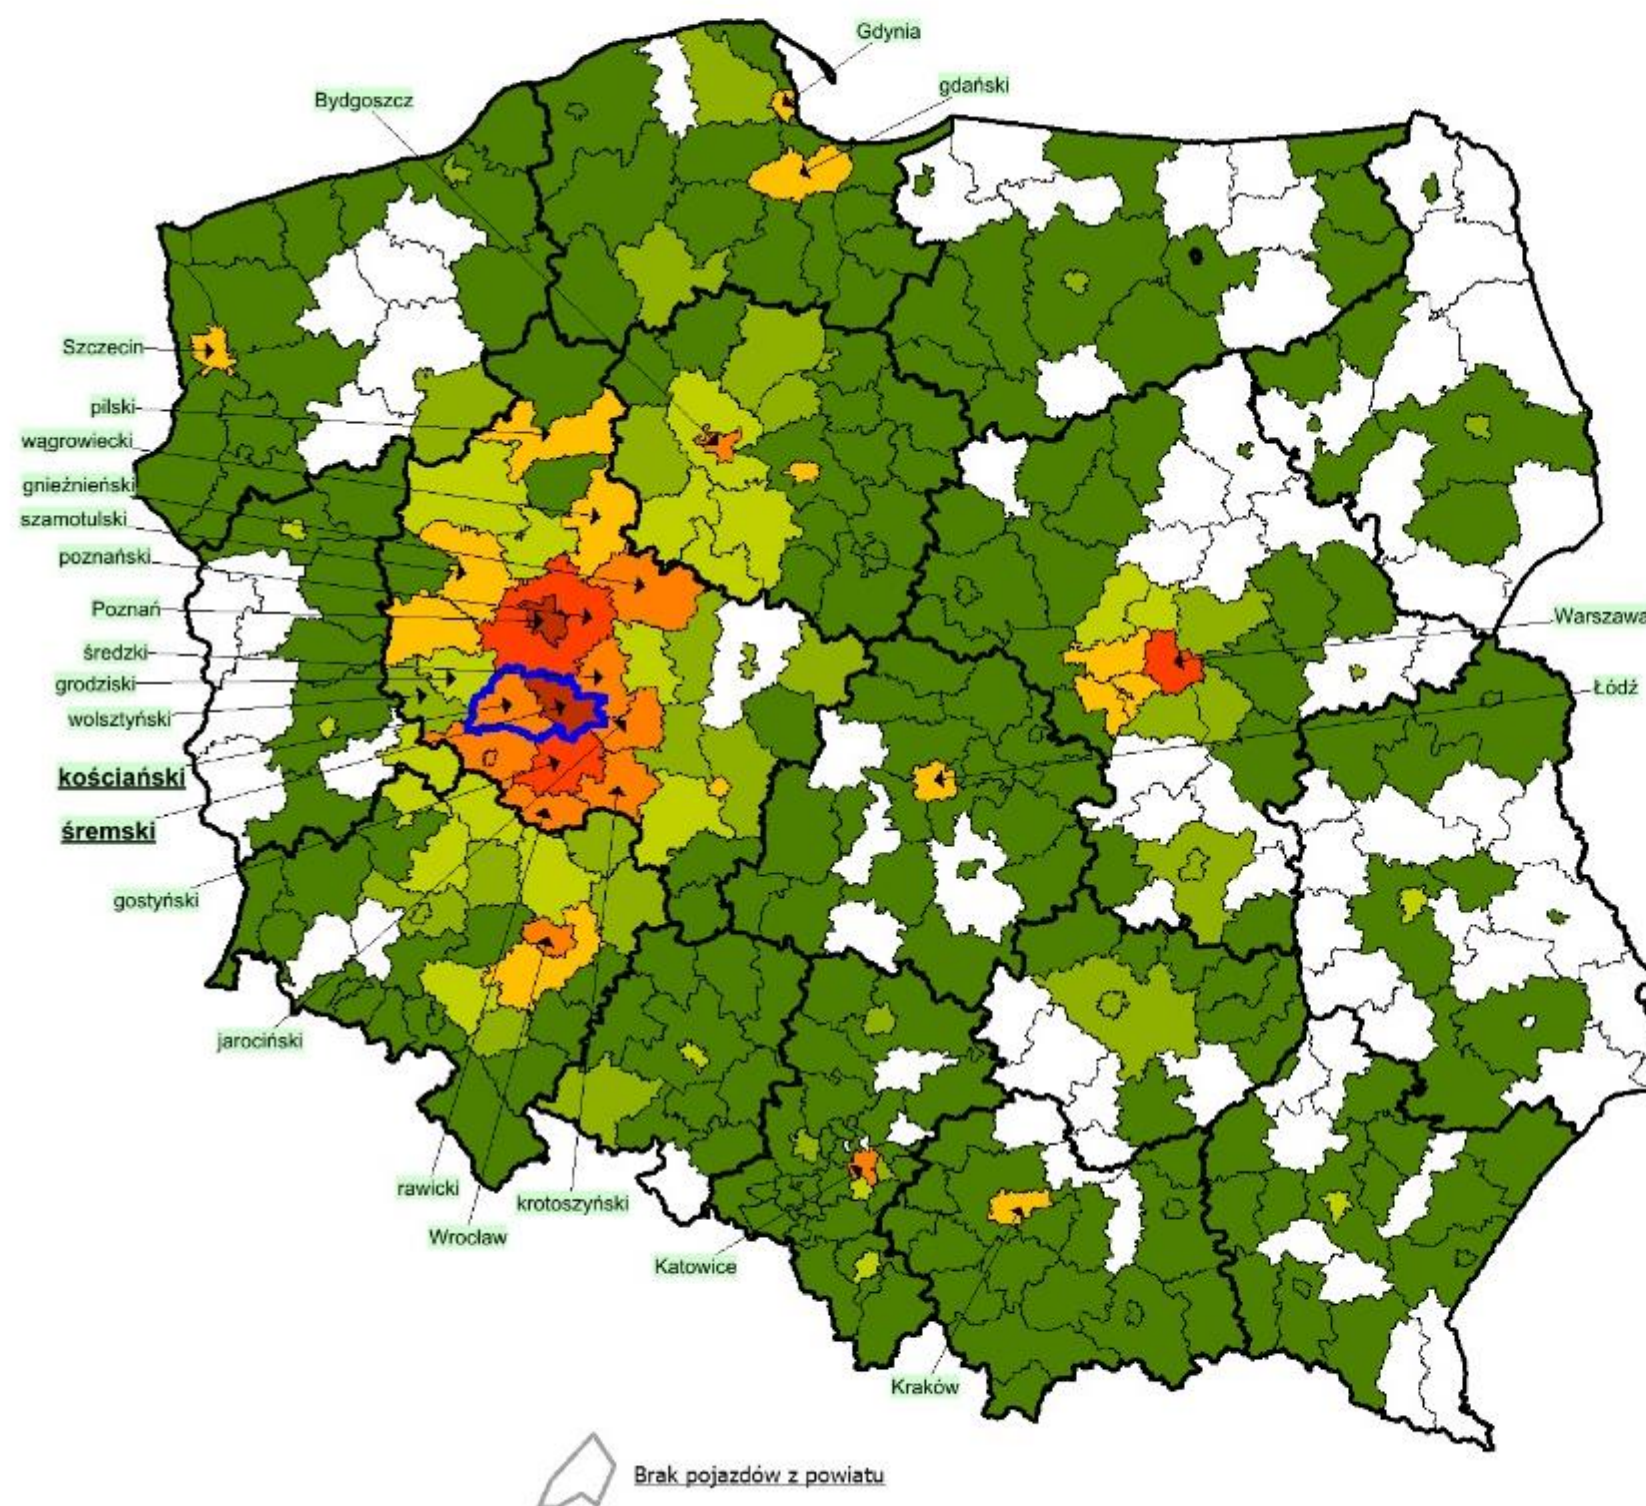 Gdynia
gdański
Bydgoszcz
Szczecin
pilski
wągrowiecki
gnieźnieński
szamotulski
poznański
Poznań
Warszawa
średzki
grodziski
Łódź
wolsztyński
kościański
śremski
gostyński
jarociński
rawicki
krotoszyński
Wrocław
Katowice
Kraków
Brak pojazdów z powiatu